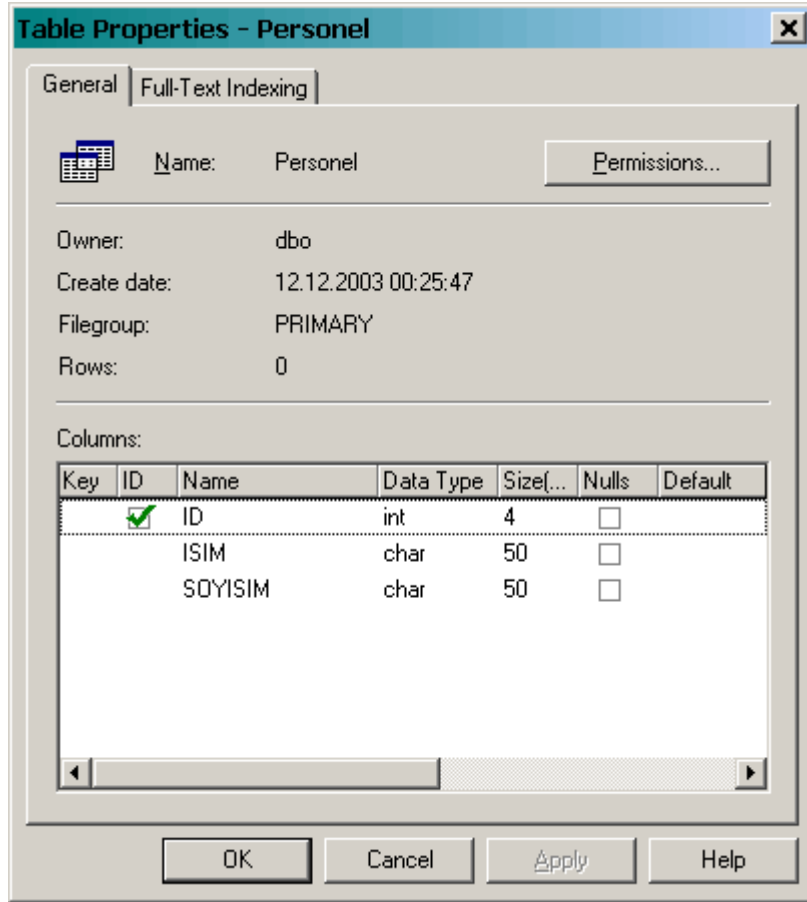 Table Properties - Personel
General Full-Text Indexing
Name: Personel Permissions...
Owner: dbo
Create date: 12.12.2003 00:25:47
Filegroup: PRIMARY
Rows: 0
Columns:
Key ID Name Data Type Size(... Nulls Default
ID int 4
ISIM char 50
SOYISIM char 50
OK Cancel Apply Help